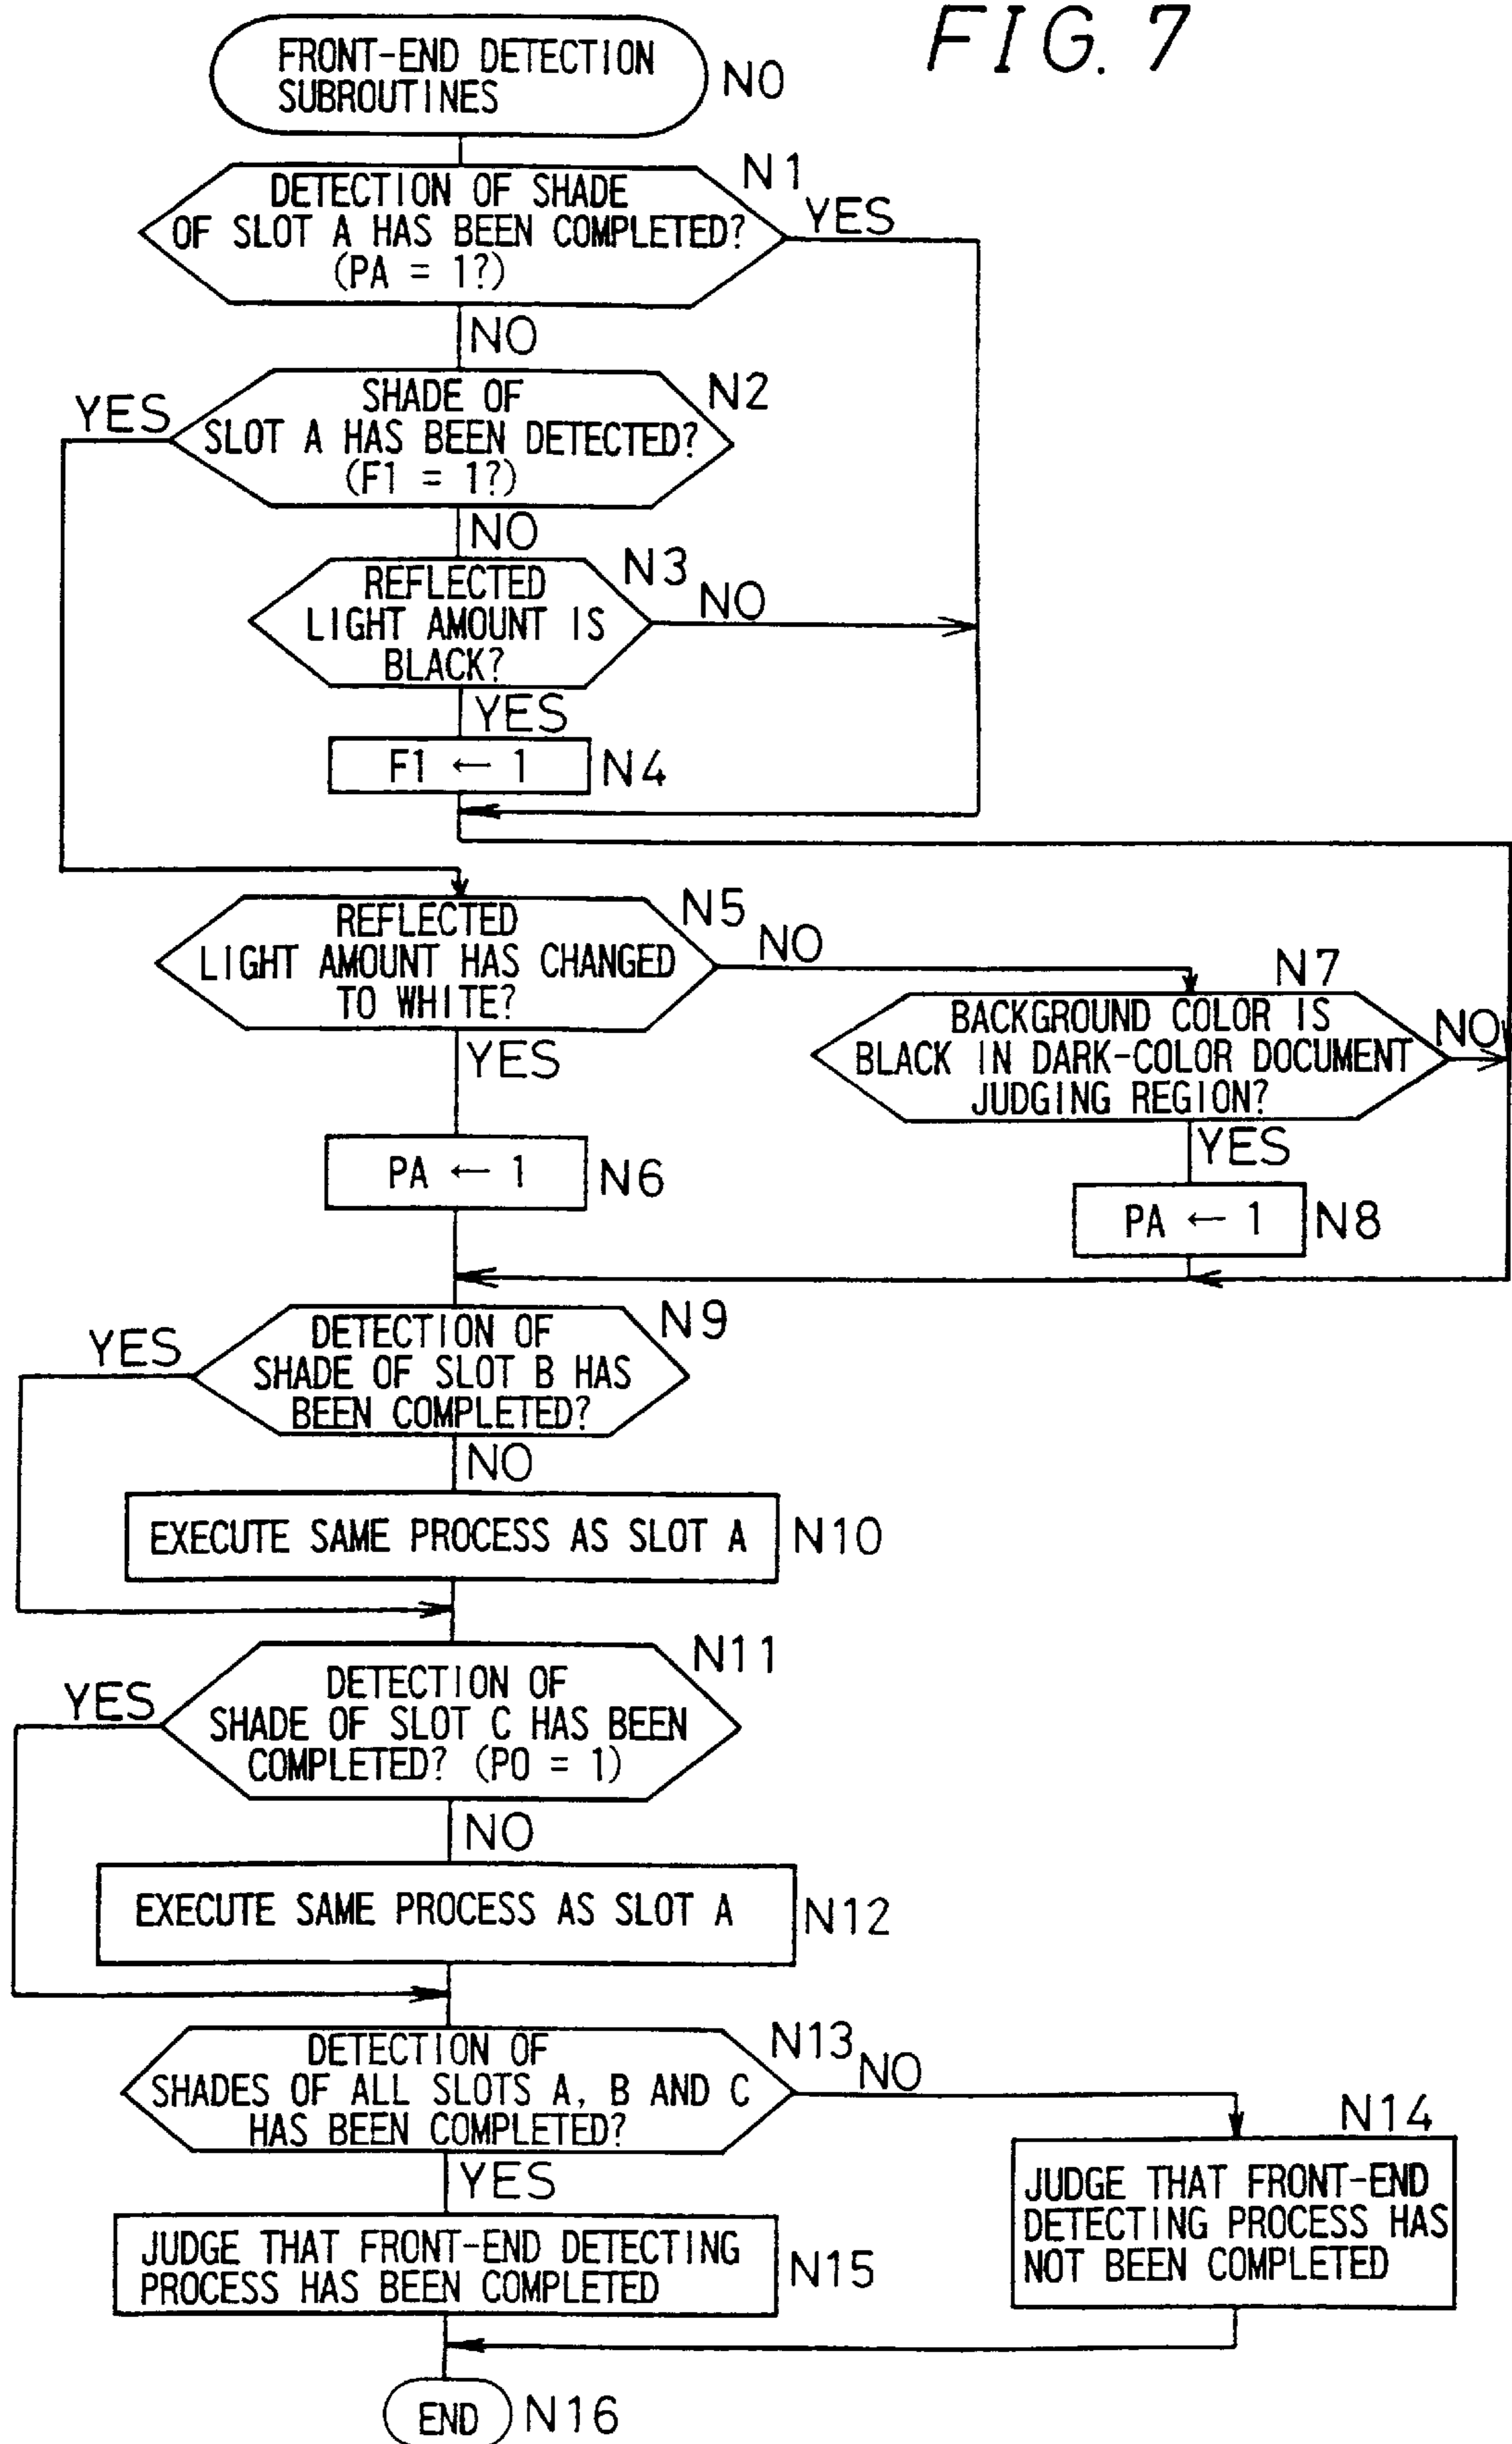 FIG. 7
FRONT-END DETECTION
SUBROUTINES
N0
N1
DETECTION OF SHADE
OF SLOT A HAS BEEN COMPLETED?
(PA = 1?)
YES
NO
N2
SHADE OF
SLOT A HAS BEEN DETECTED?
(F1 = 1?)
YES
NO
N3
REFLECTED
LIGHT AMOUNT IS
BLACK?
NO
YES
F1 ← 1
N4
N5
REFLECTED
LIGHT AMOUNT HAS CHANGED
TO WHITE?
NO
YES
N7
BACKGROUND COLOR IS
BLACK IN DARK-COLOR DOCUMENT
JUDGING REGION?
NO
YES
PA ← 1
N6
PA ← 1
N8
N9
DETECTION OF
SHADE OF SLOT B HAS
BEEN COMPLETED?
YES
NO
EXECUTE SAME PROCESS AS SLOT A
N10
N11
DETECTION OF
SHADE OF SLOT C HAS BEEN
COMPLETED? (P0 = 1)
YES
NO
EXECUTE SAME PROCESS AS SLOT A
N12
N13
DETECTION OF
SHADES OF ALL SLOTS A, B AND C
HAS BEEN COMPLETED?
NO
YES
N14
JUDGE THAT FRONT-END
DETECTING PROCESS HAS
NOT BEEN COMPLETED
JUDGE THAT FRONT-END DETECTING
PROCESS HAS BEEN COMPLETED
N15
END
N16